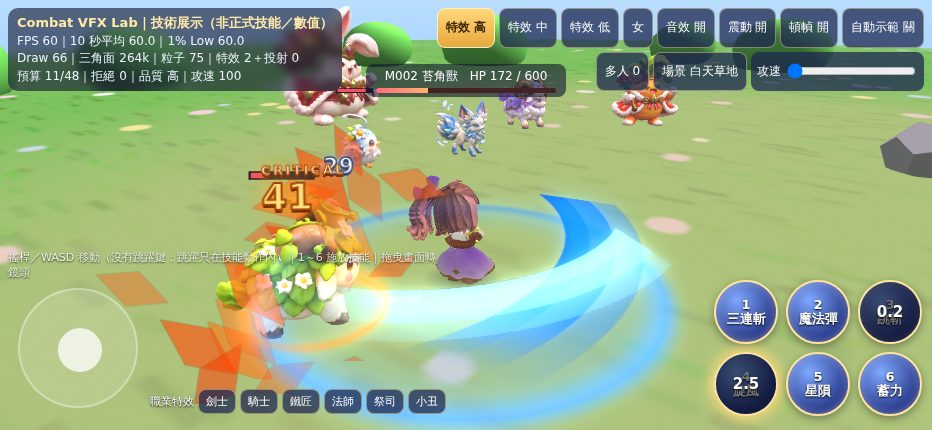 Combat VFX Lab｜技術展示（非正式技能／數值）
FPS 60｜10 秒平均 60.0｜1% Low 60.0
Draw 66｜三角面 264k｜粒子 75｜特效 2＋投射 0
預算 11/48｜拒絕 0｜品質 高｜攻速 100
特效 高
特效 中
特效 低
女
音效 開
震動 開
頓幀 開
自動示範 關
M002 苔角獸 HP 172 / 600
多人 0
場景 白天草地
攻速
CRITICAL
29
41
搖桿／WASD 移動（沒有跳躍鍵；跳躍只在技能動作內）｜1～6 施放技能｜拖曳畫面轉
鏡頭
1
三連斬
2
魔法彈
3
跳斬
0.2
4
旋風
2.5
5
星隕
6
蓄力
職業特效
劍士
騎士
鐵匠
法師
祭司
小丑